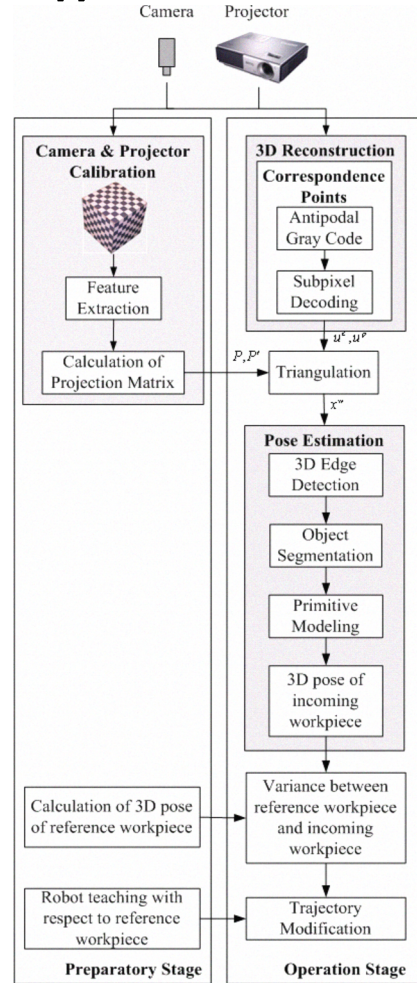 Camera
Projector
Camera & Projector
Calibration
Feature
Extraction
Calculation of
Projection Matrix
P,P'
3D Reconstruction
Correspondence
Points
Antipodal
Gray Code
Subpixel
Decoding
uᶜ,uᵖ
Triangulation
xʷ
Pose Estimation
3D Edge
Detection
Object
Segmentation
Primitive
Modeling
3D pose of
incoming
workpiece
Calculation of 3D pose
of reference workpiece
Variance between
reference workpiece
and incoming
workpiece
Robot teaching with
respect to reference
workpiece
Trajectory
Modification
Preparatory Stage
Operation Stage